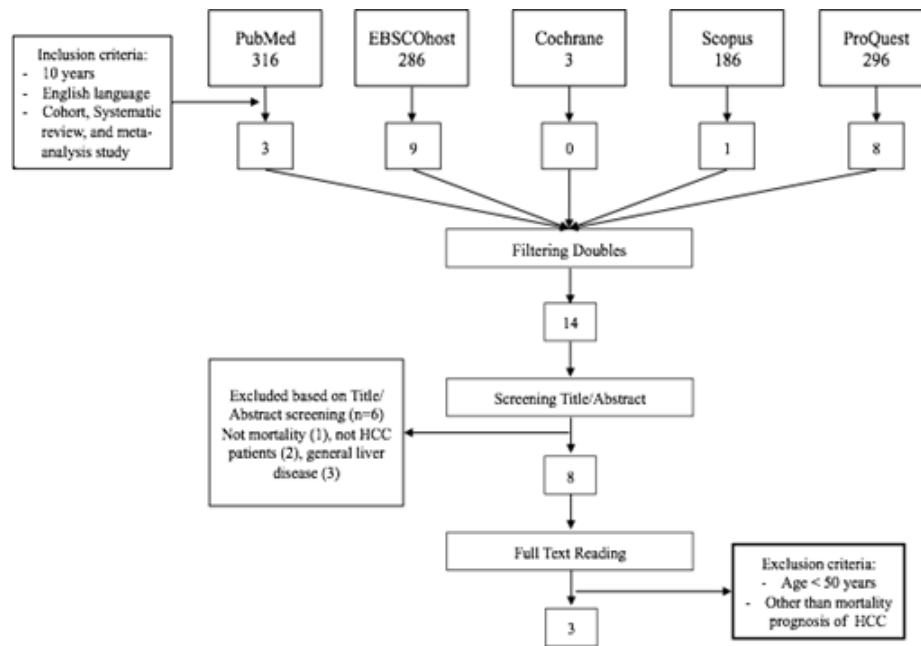 PubMed
316
EBSCOhost
286
Cochrane
3
Scopus
186
ProQuest
296
Inclusion criteria:
- 10 years
- English language
- Cohort, Systematic
review, and meta-
analysis study
3
9
0
1
8
Filtering Doubles
14
Excluded based on Title/
Abstract screening (n=6)
Not mortality (1), not HCC
patients (2), general liver
disease (3)
Screening Title/Abstract
8
Full Text Reading
Exclusion criteria:
- Age < 50 years
- Other than mortality
prognosis of HCC
3